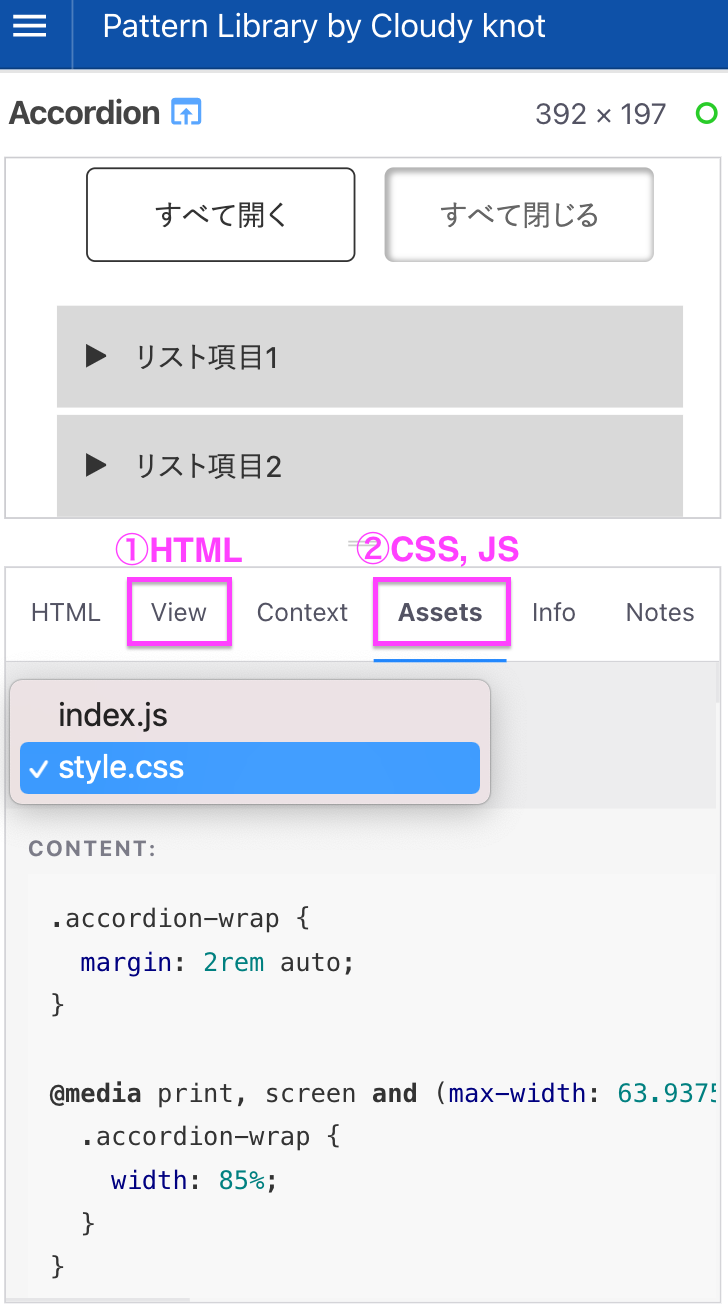 Pattern Library by Cloudy knot
Accordion 392 × 197
すべて開く すべて閉じる
▶ リスト項目1
▶ リスト項目2
①HTML ②CSS, JS
HTML View Context Assets Info Notes
index.js
✓ style.css
CONTENT:
.accordion-wrap {
  margin: 2rem auto;
}
@media print, screen and (max-width: 63.9375
  .accordion-wrap {
    width: 85%;
  }
}